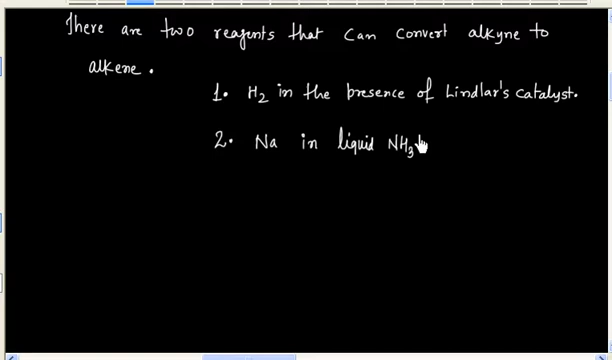 There are two reagents that can convert alkyne to
alkene.
1. H2 in the presence of Lindlar's catalyst.
2. Na in liquid NH3